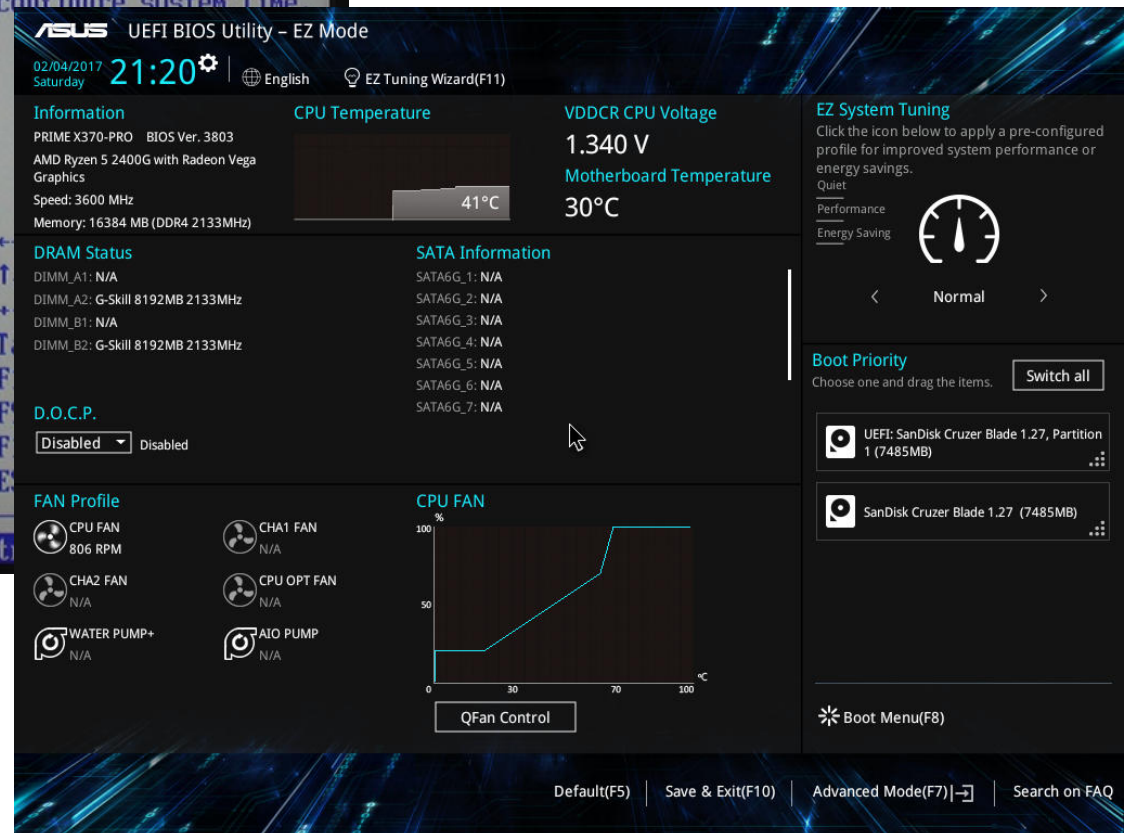 continure system time
ASUS UEFI BIOS Utility – EZ Mode
02/04/2017
Saturday
21:20
English
EZ Tuning Wizard(F11)
Information
PRIME X370-PRO BIOS Ver. 3803
AMD Ryzen 5 2400G with Radeon Vega
Graphics
Speed: 3600 MHz
Memory: 16384 MB (DDR4 2133MHz)
CPU Temperature
41°C
VDDCR CPU Voltage
1.340 V
Motherboard Temperature
30°C
EZ System Tuning
Click the icon below to apply a pre-configured
profile for improved system performance or
energy savings.
Quiet
Performance
Energy Saving
Normal
DRAM Status
DIMM_A1: N/A
DIMM_A2: G-Skill 8192MB 2133MHz
DIMM_B1: N/A
DIMM_B2: G-Skill 8192MB 2133MHz
SATA Information
SATA6G_1: N/A
SATA6G_2: N/A
SATA6G_3: N/A
SATA6G_4: N/A
SATA6G_5: N/A
SATA6G_6: N/A
SATA6G_7: N/A
D.O.C.P.
Disabled Disabled
Boot Priority
Choose one and drag the items.
Switch all
UEFI: SanDisk Cruzer Blade 1.27, Partition
1 (7485MB)
SanDisk Cruzer Blade 1.27 (7485MB)
FAN Profile
CPU FAN
806 RPM
CHA1 FAN
N/A
CHA2 FAN
N/A
CPU OPT FAN
N/A
WATER PUMP+
N/A
AIO PUMP
N/A
CPU FAN
%
100
50
0 30 70 100
°C
QFan Control
Boot Menu(F8)
Default(F5)
Save & Exit(F10)
Advanced Mode(F7)
Search on FAQ